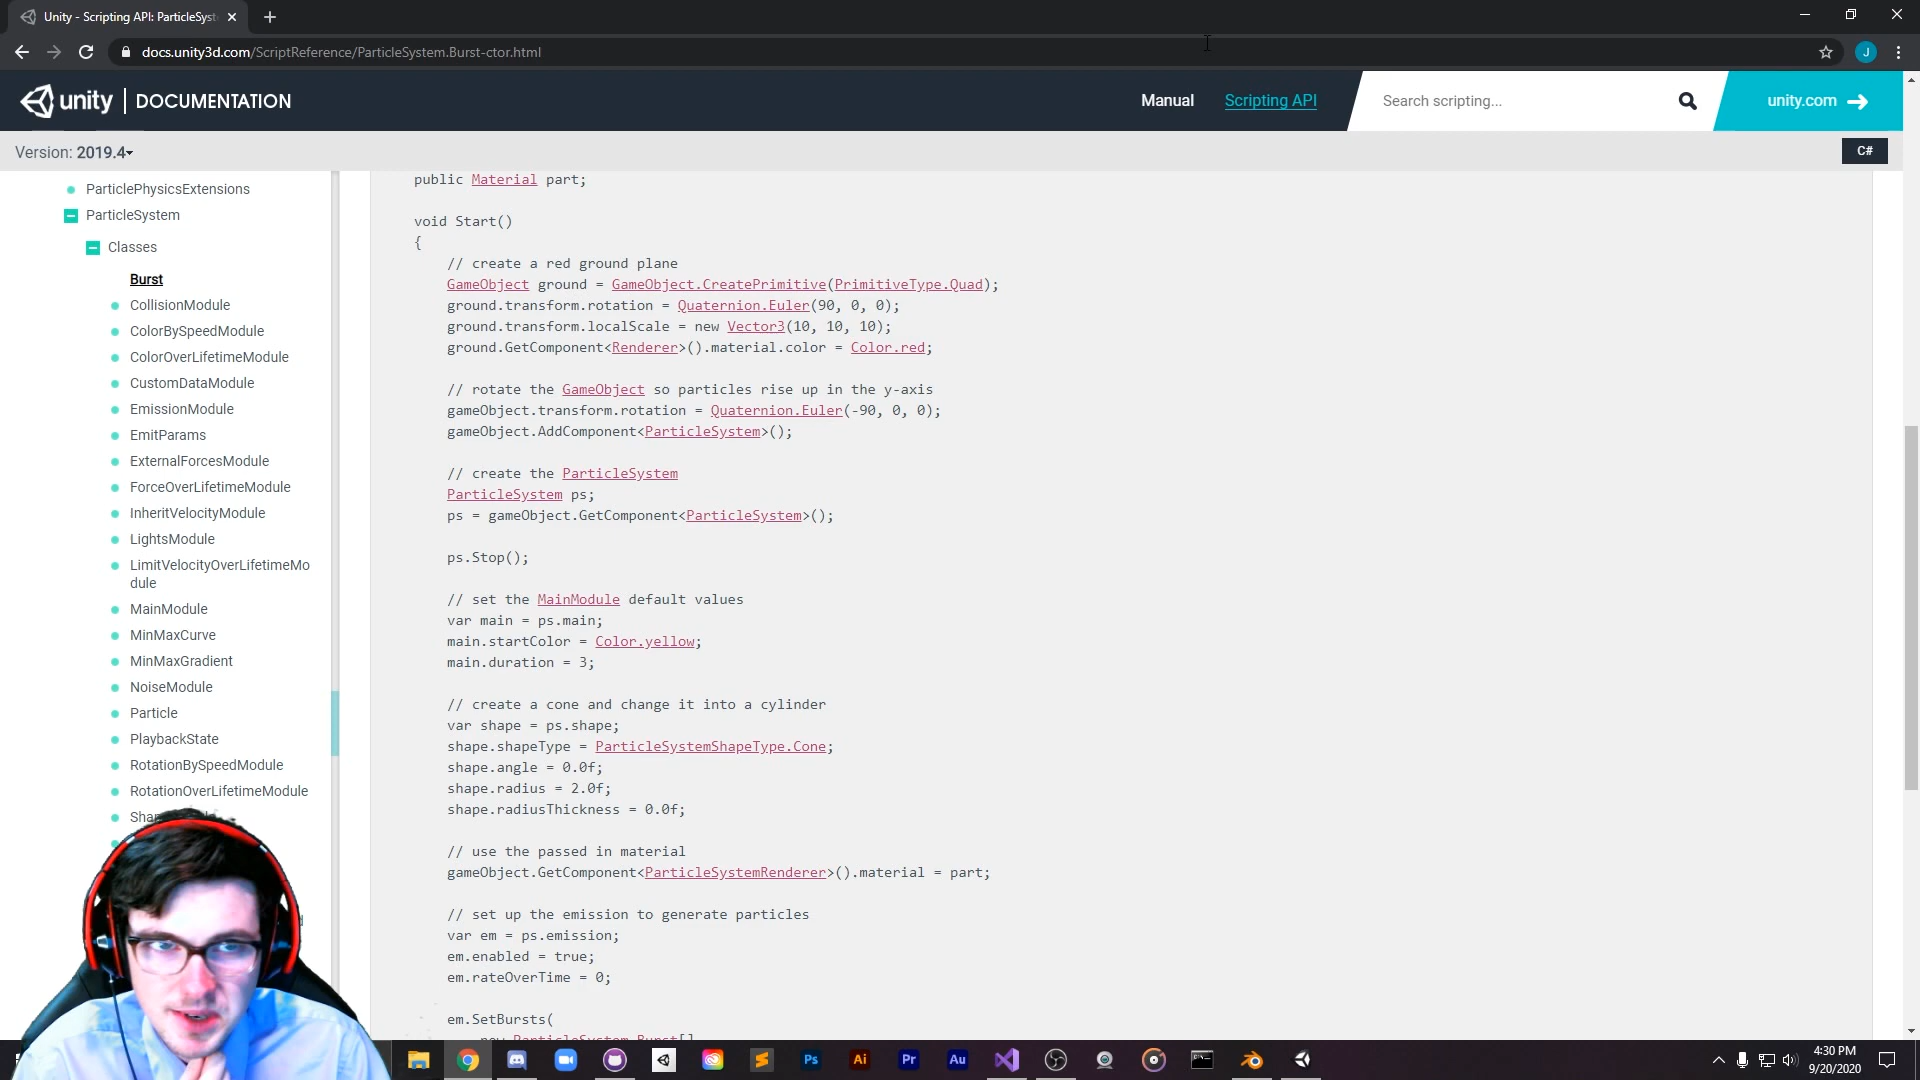 Unity - Scripting API: ParticleSyst
docs.unity3d.com/ScriptReference/ParticleSystem.Burst-ctor.html
J
unity | DOCUMENTATION
Manual
Scripting API
Search scripting...
unity.com
Version: 2019.4
C#
ParticlePhysicsExtensions
ParticleSystem
Classes
Burst
CollisionModule
ColorBySpeedModule
ColorOverLifetimeModule
CustomDataModule
EmissionModule
EmitParams
ExternalForcesModule
ForceOverLifetimeModule
InheritVelocityModule
LightsModule
LimitVelocityOverLifetimeMo
dule
MainModule
MinMaxCurve
MinMaxGradient
NoiseModule
Particle
PlaybackState
RotationBySpeedModule
RotationOverLifetimeModule
public Material part;
void Start()
{
// create a red ground plane
GameObject ground = GameObject.CreatePrimitive(PrimitiveType.Quad);
ground.transform.rotation = Quaternion.Euler(90, 0, 0);
ground.transform.localScale = new Vector3(10, 10, 10);
ground.GetComponent<Renderer>().material.color = Color.red;
// rotate the GameObject so particles rise up in the y-axis
gameObject.transform.rotation = Quaternion.Euler(-90, 0, 0);
gameObject.AddComponent<ParticleSystem>();
// create the ParticleSystem
ParticleSystem ps;
ps = gameObject.GetComponent<ParticleSystem>();
ps.Stop();
// set the MainModule default values
var main = ps.main;
main.startColor = Color.yellow;
main.duration = 3;
// create a cone and change it into a cylinder
var shape = ps.shape;
shape.shapeType = ParticleSystemShapeType.Cone;
shape.angle = 0.0f;
shape.radius = 2.0f;
shape.radiusThickness = 0.0f;
// use the passed in material
gameObject.GetComponent<ParticleSystemRenderer>().material = part;
// set up the emission to generate particles
var em = ps.emission;
em.enabled = true;
em.rateOverTime = 0;
em.SetBursts(
new ParticleSystem.Burst[]
Ps
Ai
Pr
Au
4:30 PM
9/20/2020